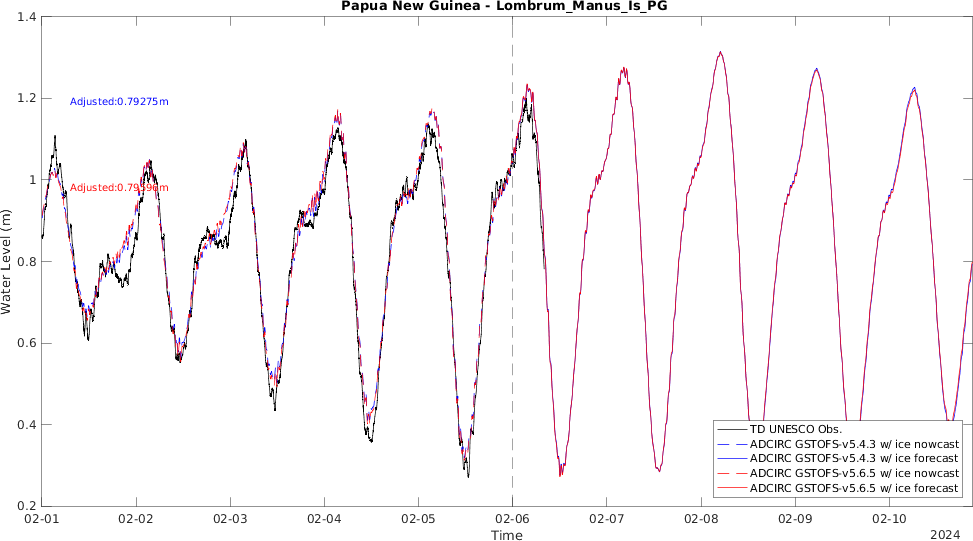 Papua New Guinea - Lombrum_Manus_Is_PG
1.4
1.2
1
0.8
0.6
0.4
0.2
Water Level (m)
Adjusted:0.79275m
TD UNESCO Obs.
ADCIRC GSTOFS-v5.4.3 w/ ice nowcast
ADCIRC GSTOFS-v5.4.3 w/ ice forecast
ADCIRC GSTOFS-v5.6.5 w/ ice nowcast
ADCIRC GSTOFS-v5.6.5 w/ ice forecast
02-01 02-02 02-03 02-04 02-05 02-06 02-07 02-08 02-09 02-10
Time
2024